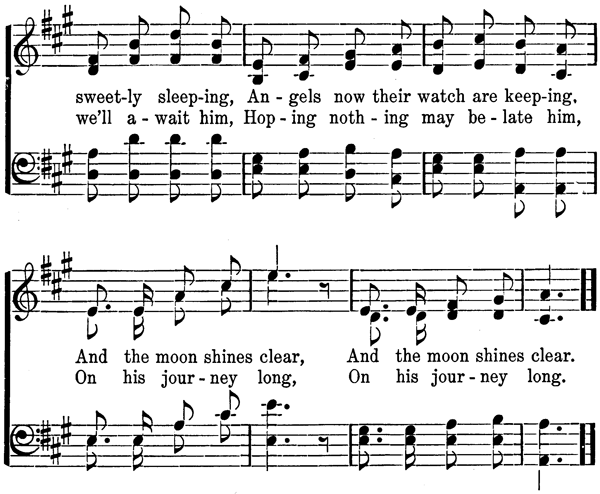 sweet-ly sleep-ing, An - gels now their watch are keep-ing,
we'll a - wait him, Hop - ing noth - ing may be - late him,
And the moon shines clear, And the moon shines clear.
On his jour - ney long, On his jour - ney long.